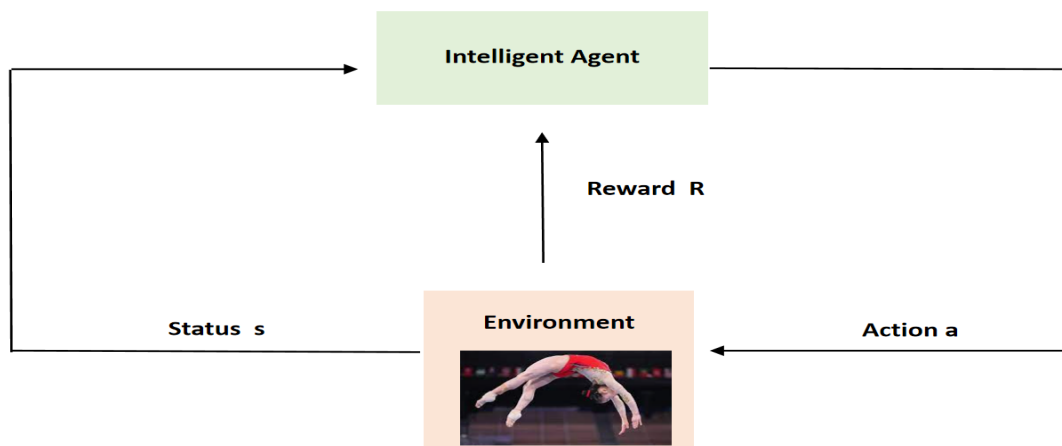 Intelligent Agent
Reward R
Status s
Environment
Action a